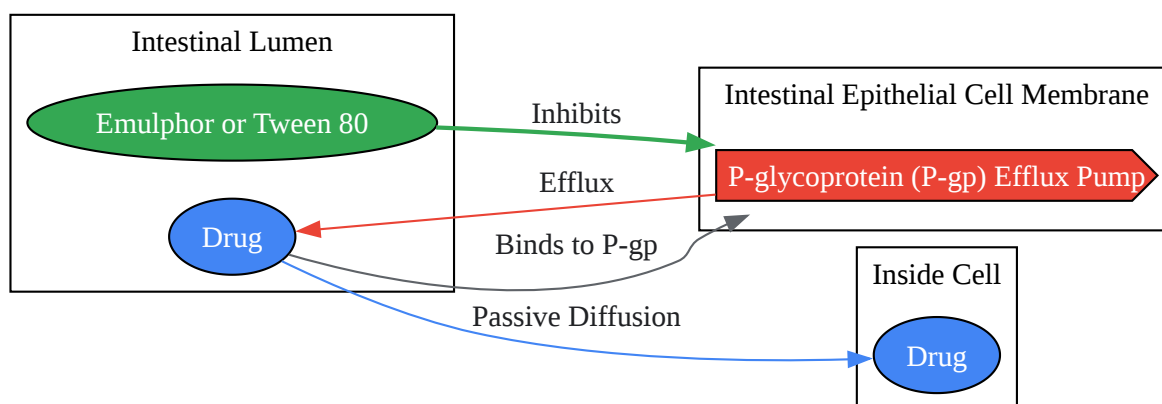 Intestinal Lumen
Emulphor or Tween 80
Drug
Inhibits
Efflux
Binds to P-gp
Passive Diffusion
Intestinal Epithelial Cell Membrane
P-glycoprotein (P-gp) Efflux Pump
Inside Cell
Drug